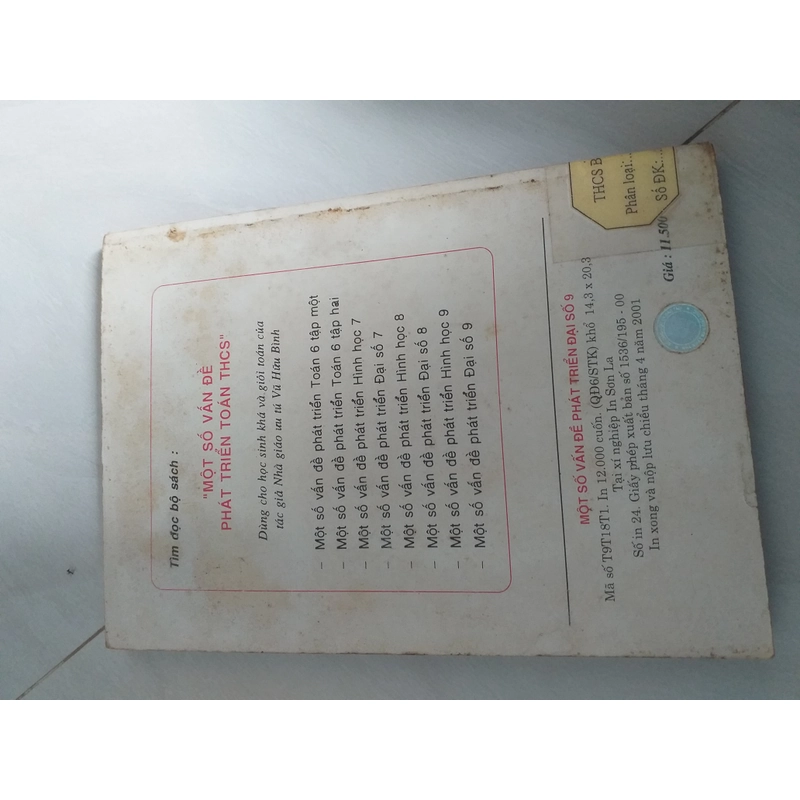 Tìm đọc bộ sách :
"MỘT SỐ VẤN ĐỀ
PHÁT TRIỂN TOÁN THCS"
Dùng cho học sinh khá và giỏi toán của
tác giả Nhà giáo ưu tú Vũ Hữu Bình
– Một số vấn đề phát triển Toán 6 tập một
– Một số vấn đề phát triển Toán 6 tập hai
– Một số vấn đề phát triển Hình học 7
– Một số vấn đề phát triển Đại số 7
– Một số vấn đề phát triển Hình học 8
– Một số vấn đề phát triển Đại số 8
– Một số vấn đề phát triển Hình học 9
– Một số vấn đề phát triển Đại số 9
MỘT SỐ VẤN ĐỀ PHÁT TRIỂN ĐẠI SỐ 9
Mã số T9T18T1. In 12.000 cuốn. (QĐ6/STK) khổ 14,3 x 20,3
Tại xí nghiệp In Sơn La
Số in 24. Giấy phép xuất bản số 1536/195 - 00
In xong và nộp lưu chiểu tháng 4 năm 2001
Giá : 11 500
THCS B
Phân loại:...
Số ĐK:....